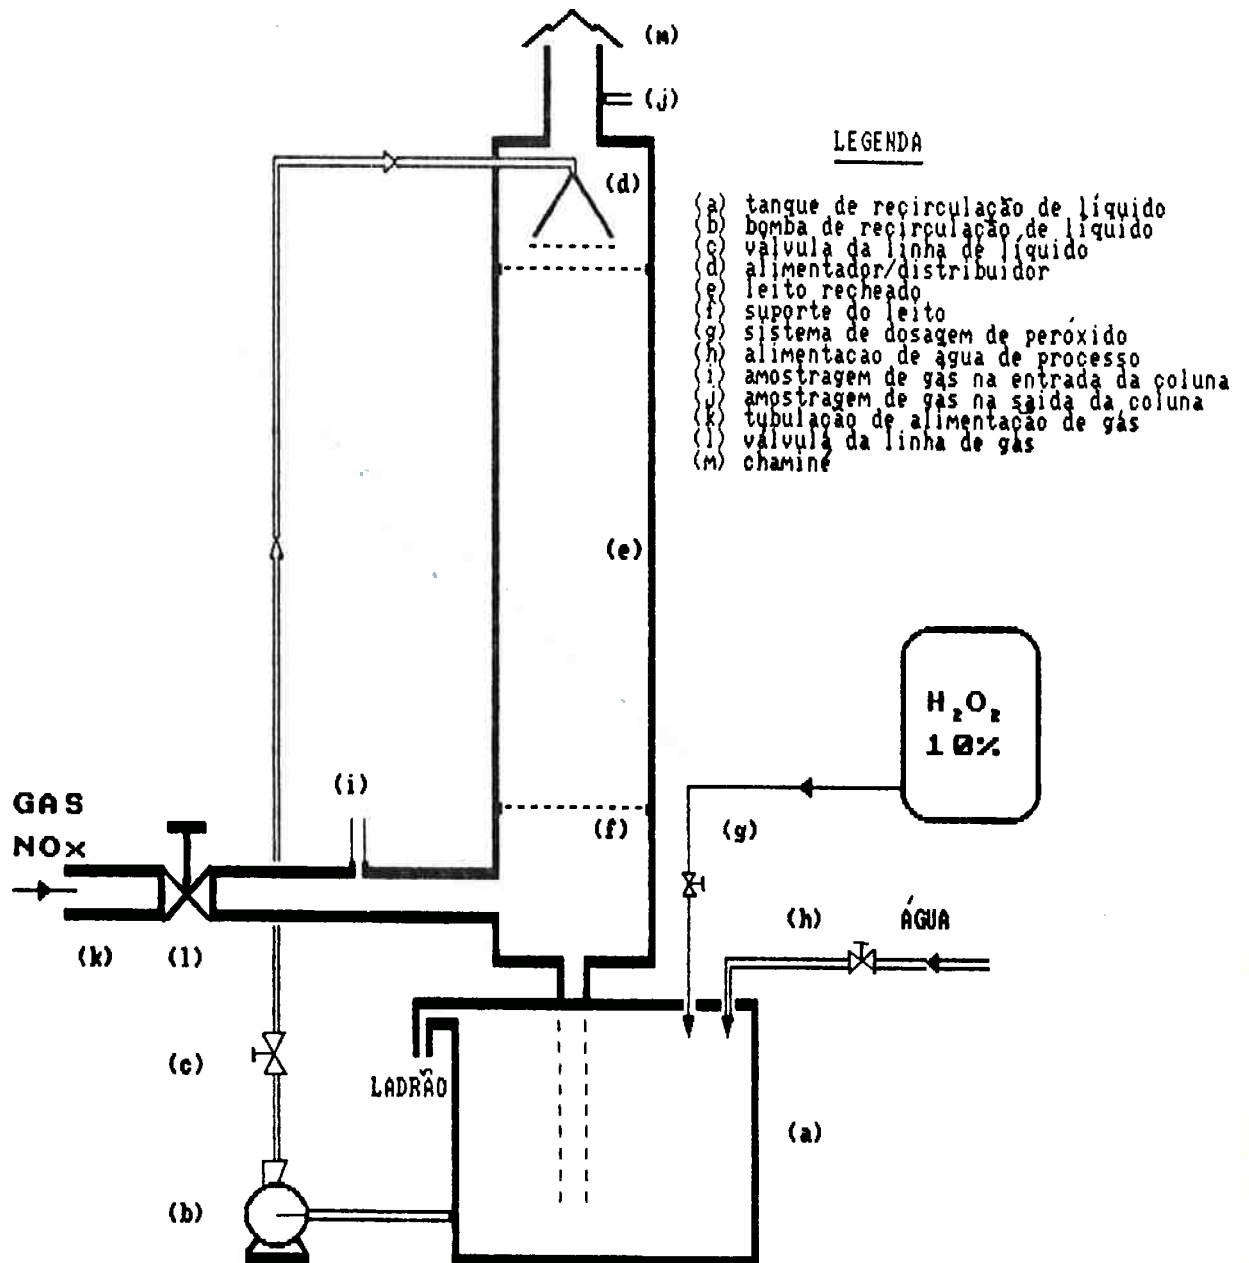 (m)
(j)
LEGENDA
(d)
(a) tanque de recirculação de líquido
(b) bomba de recirculação de líquido
(c) válvula da linha de líquido
(d) alimentador/distribuidor
(e) leito recheado
(f) suporte do leito
(g) sistema de dosagem de peróxido
(h) alimentacao de água de processo
(i) amostragem de gás na entrada da coluna
(j) amostragem de gás na saida da coluna
(k) tubulação de alimentação de gás
(l) válvula da linha de gás
(m) chaminé
(e)
H₂O₂
10%
(i)
GAS
NOx
(f)
(g)
(h) ÁGUA
(k) (l)
(c)
LADRÃO
(a)
(b)